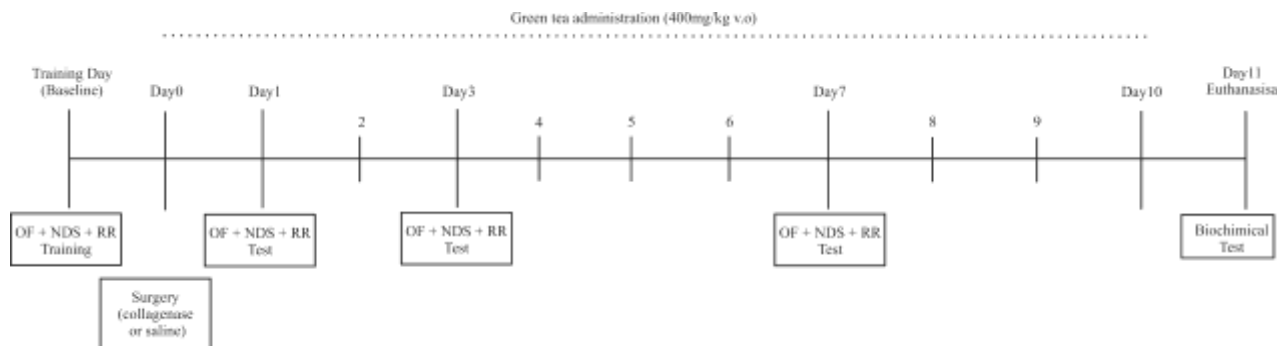 Green tea administration (400mg/kg v.o)
Training Day
(Baseline)
Day0
Day1
2
Day3
4
5
6
Day7
8
9
Day10
Day11
Euthanasisa
OF + NDS + RR
Training
Surgery
(collagenase
or saline)
OF + NDS + RR
Test
OF + NDS + RR
Test
OF + NDS + RR
Test
Biochimical
Test